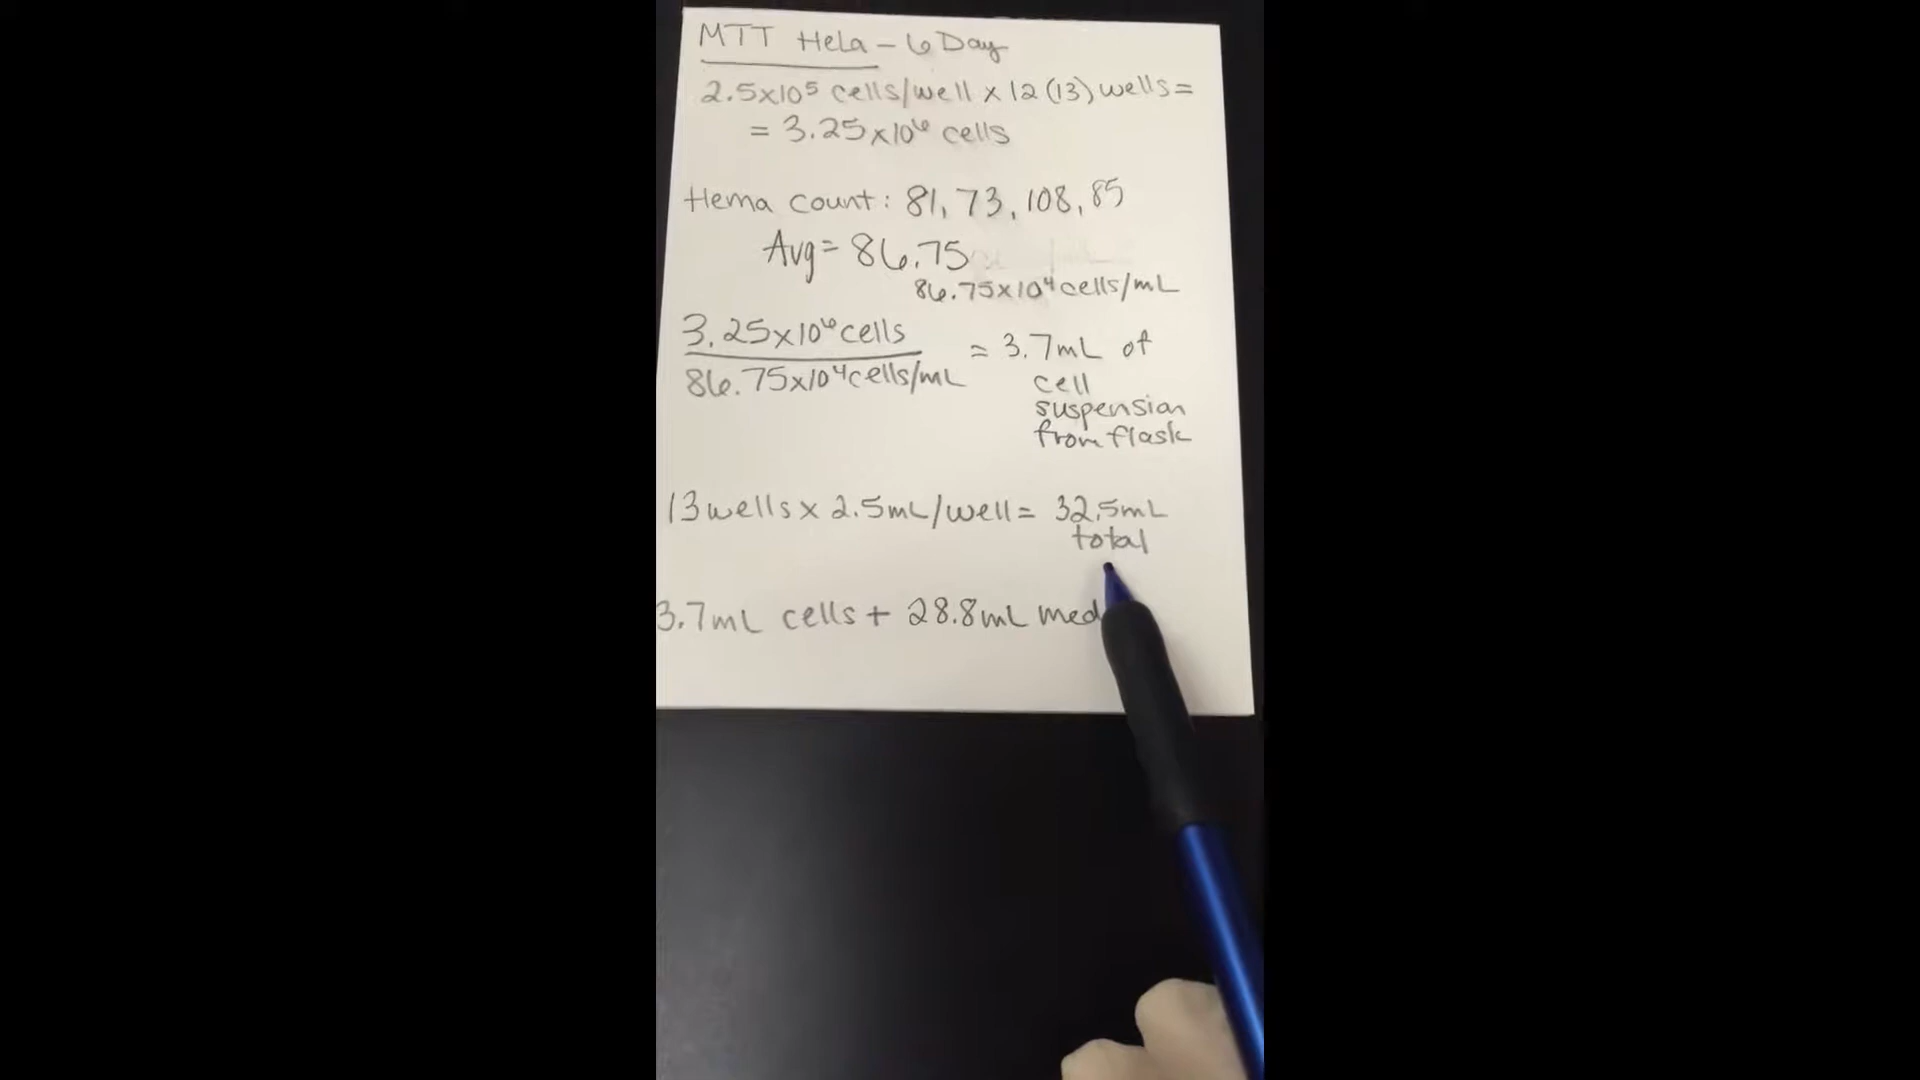 MTT HeLa - 6 Day
2.5x10⁵ cells/well x 12 (13) wells =
= 3.25x10⁶ cells
Hema count: 81, 73, 108, 85
Avg = 86.75
86.75x10⁴ cells/mL
3.25x10⁶ cells
86.75x10⁴ cells/mL
= 3.7mL of
cell
suspension
from flask
13 wells x 2.5mL/well = 32.5mL
total
3.7mL cells + 28.8mL med